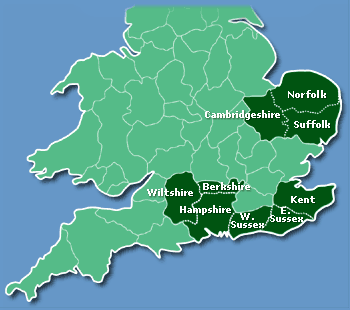 Norfolk
Cambridgeshire
Suffolk
Wiltshire
Berkshire
Kent
Hampshire
W.
Sussex
E.
Sussex